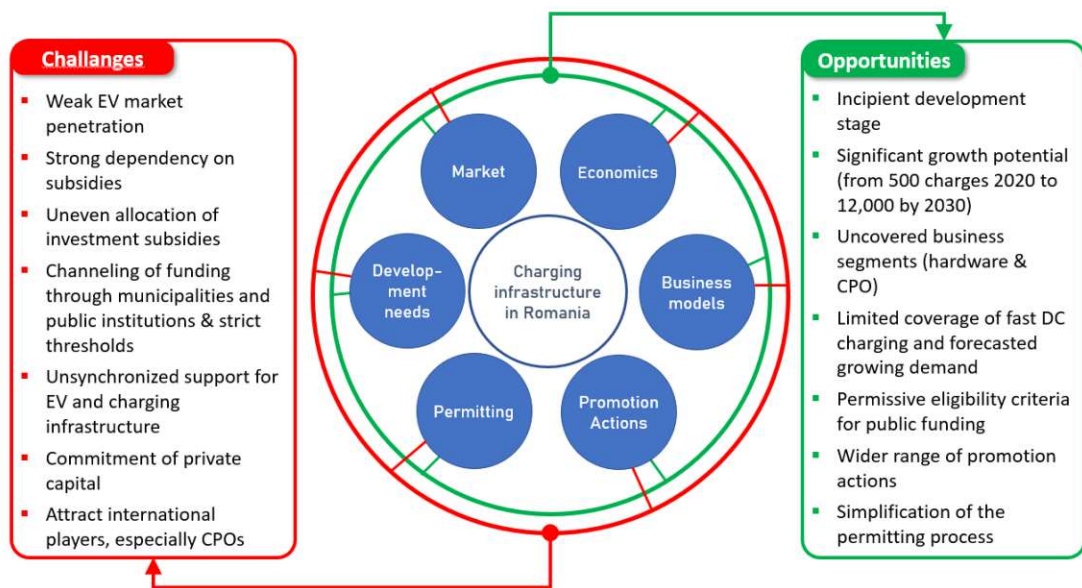 Challanges
Weak EV market
penetration
Strong dependency on
subsidies
Uneven allocation of
investment subsidies
Channeling of funding
through municipalities and
public institutions & strict
thresholds
Unsynchronized support for
EV and charging
infrastructure
Commitment of private
capital
Attract international
players, especially CPOs
Market
Economics
Develop-
ment
needs
Charging
infrastructure
in Romania
Business
models
Permitting
Promotion
Actions
Opportunities
Incipient development
stage
Significant growth potential
(from 500 charges 2020 to
12,000 by 2030)
Uncovered business
segments (hardware &
CPO)
Limited coverage of fast DC
charging and forecasted
growing demand
Permissive eligibility criteria
for public funding
Wider range of promotion
actions
Simplification of the
permitting process